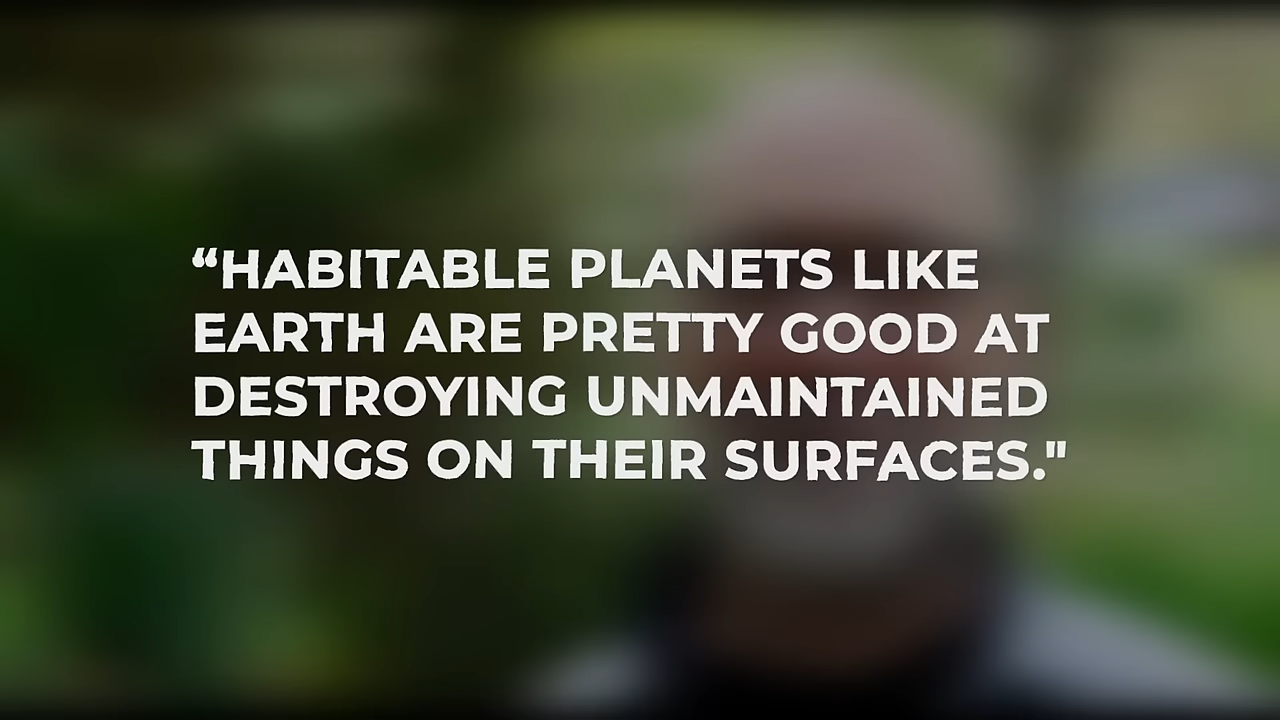 “HABITABLE PLANETS LIKE
EARTH ARE PRETTY GOOD AT
DESTROYING UNMAINTAINED
THINGS ON THEIR SURFACES."